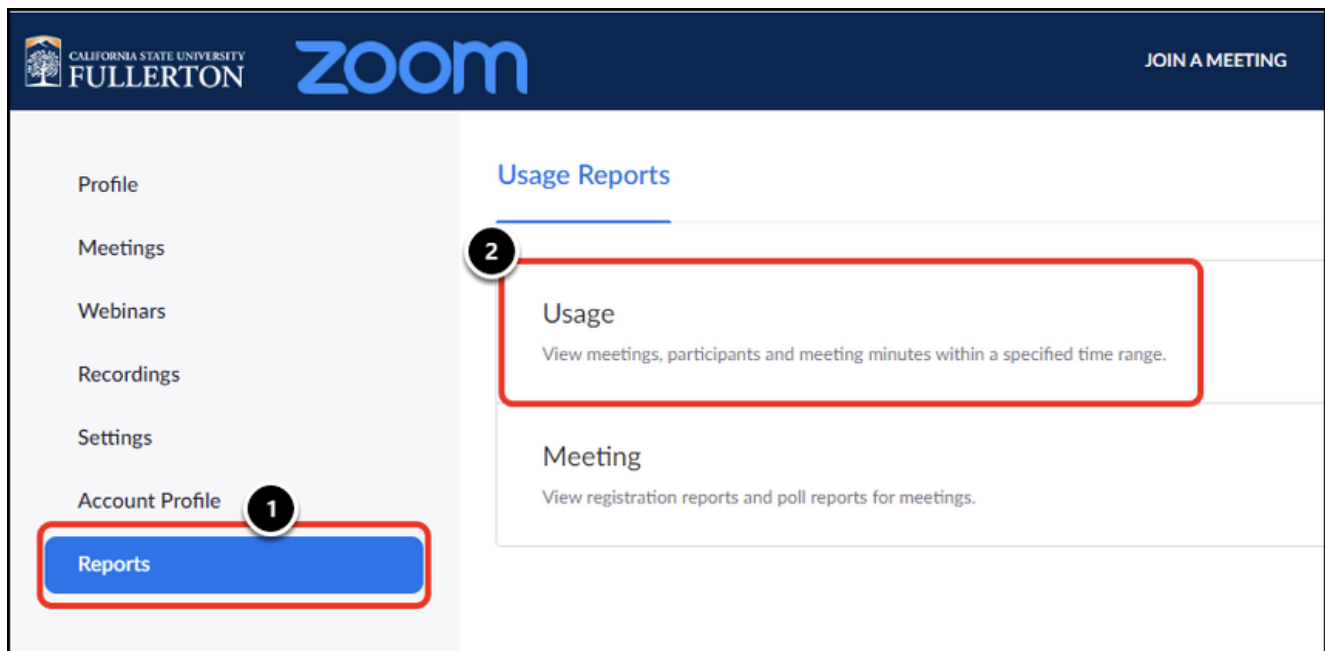 CALIFORNIA STATE UNIVERSITY
FULLERTON
zoom
JOIN A MEETING
Profile
Meetings
Webinars
Recordings
Settings
Account Profile
1
Reports
Usage Reports
2
Usage
View meetings, participants and meeting minutes within a specified time range.
Meeting
View registration reports and poll reports for meetings.